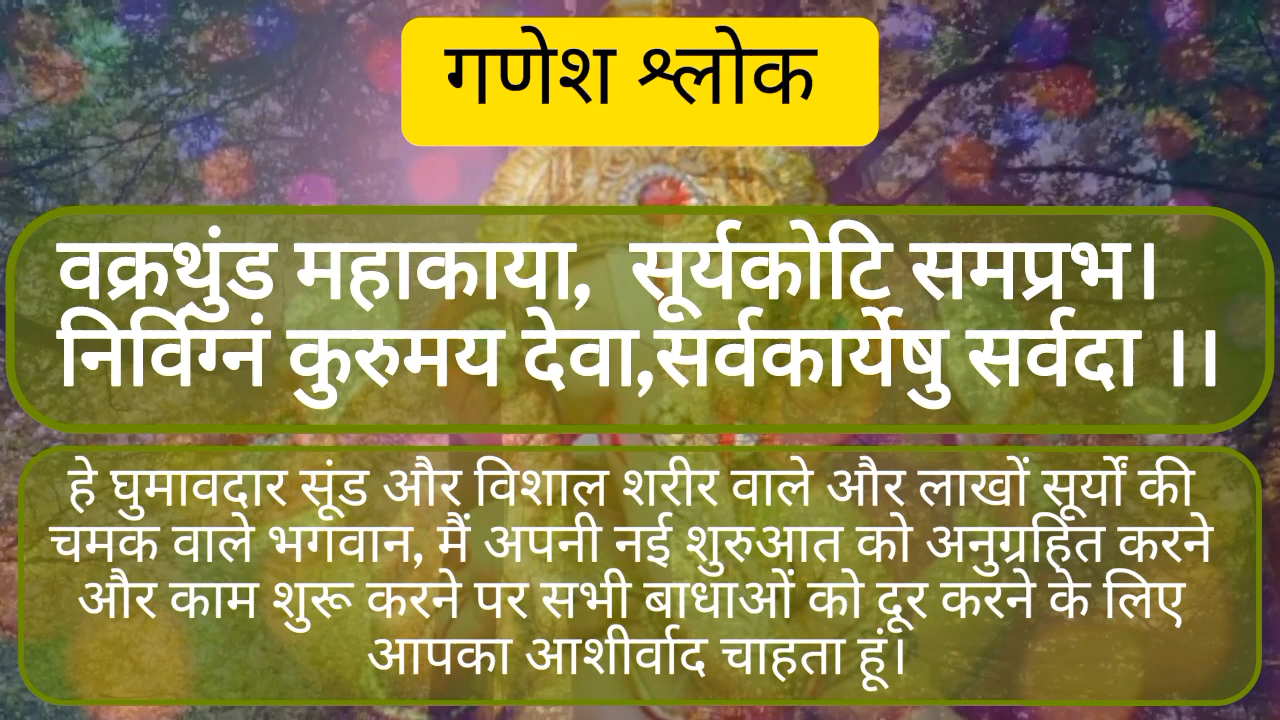 गणेश श्लोक
वक्रथुंड महाकाया, सूर्यकोटि समप्रभ।
निर्विग्नं कुरुमय देवा,सर्वकार्येषु सर्वदा ।।
हे घुमावदार सूंड और विशाल शरीर वाले और लाखों सूर्यों की
चमक वाले भगवान, मैं अपनी नई शुरुआत को अनुग्रहित करने
और काम शुरू करने पर सभी बाधाओं को दूर करने के लिए
आपका आशीर्वाद चाहता हूं।